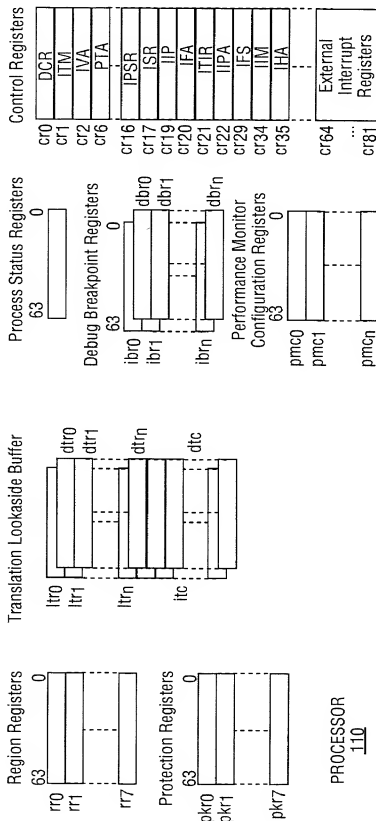 Region Registers
63 0
rr0
rr1
rr7
Protection Registers
63 0
pkr0
pkr1
pkr7
PROCESSOR
110
Translation Lookaside Buffer
ltr0 dtr0
ltr1 dtr1
ltrn dtrn
itc dtc
Process Status Registers
63 0
Debug Breakpoint Registers
63 0
ibr0 dbr0
ibr1 dbr1
ibrn dbrn
Performance Monitor
Configuration Registers
63 0
pmc0
pmc1
pmcn
Control Registers
cr0 DCR
cr1 ITM
cr2 IVA
cr6 PTA
cr16 IPSR
cr17 ISR
cr19 IIP
cr20 IFA
cr21 ITIR
cr22 IIPA
cr29 IFS
cr34 IIM
cr35 IHA
cr64 External
... Interrupt
cr81 Registers